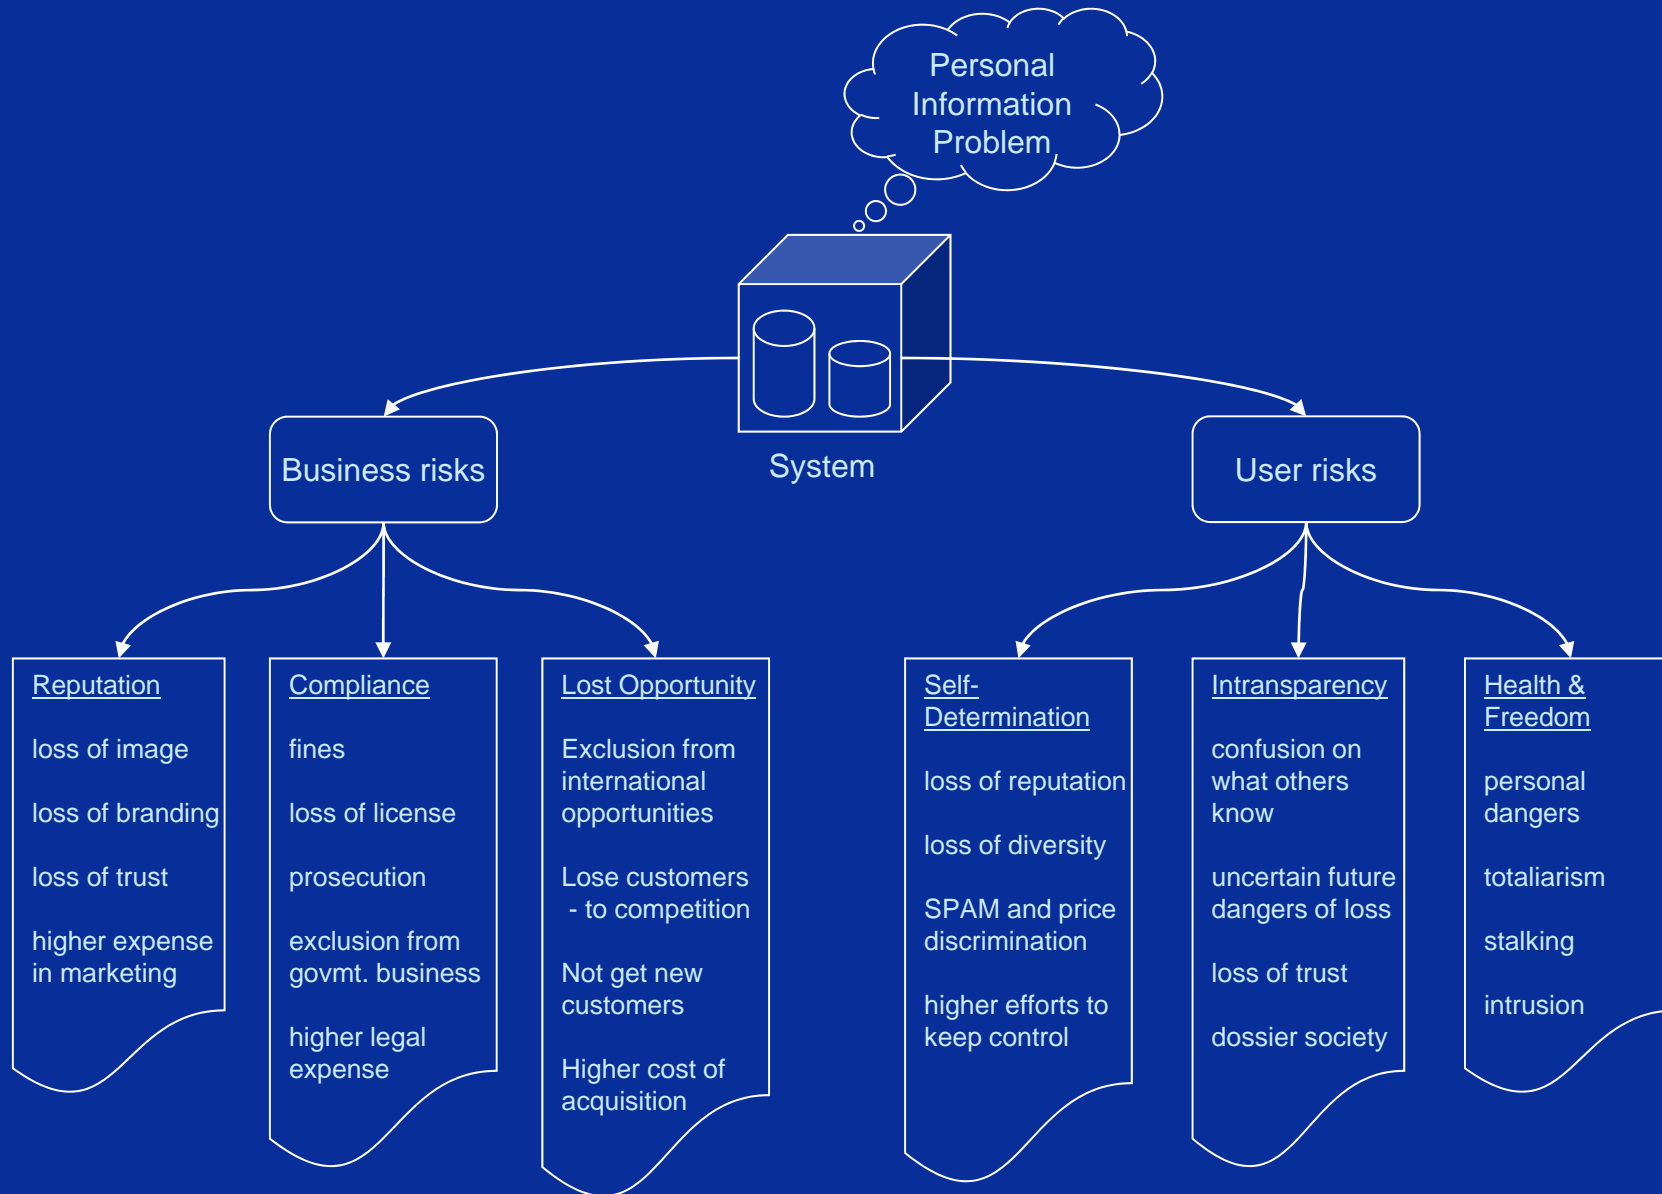 Personal
Information
Problem
System
Business risks
User risks
Reputation
loss of image
loss of branding
loss of trust
higher expense
in marketing
Compliance
fines
loss of license
prosecution
exclusion from
govmt. business
higher legal
expense
Lost Opportunity
Exclusion from
international
opportunities
Lose customers
- to competition
Not get new
customers
Higher cost of
acquisition
Self-
Determination
loss of reputation
loss of diversity
SPAM and price
discrimination
higher efforts to
keep control
Intransparency
confusion on
what others
know
uncertain future
dangers of loss
loss of trust
dossier society
Health &
Freedom
personal
dangers
totaliarism
stalking
intrusion